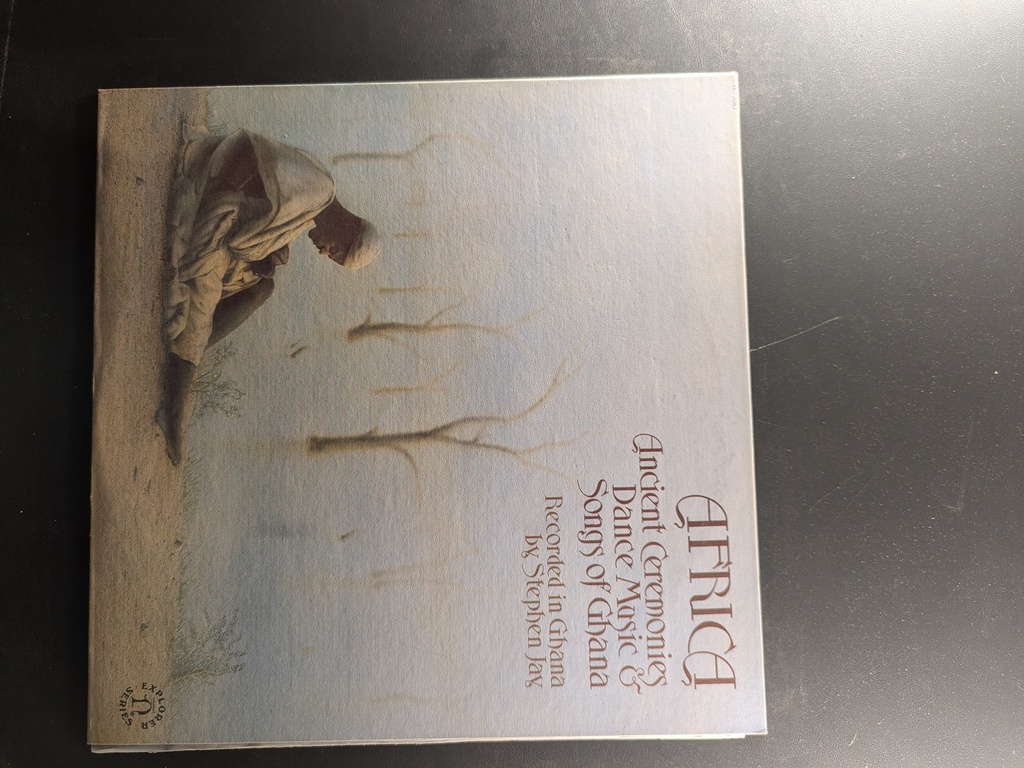 AFRICA
Ancient Ceremonies
Dance Music &
Songs of Ghana
Recorded in Ghana
by Stephen Jay
EXPLORER
SERIES